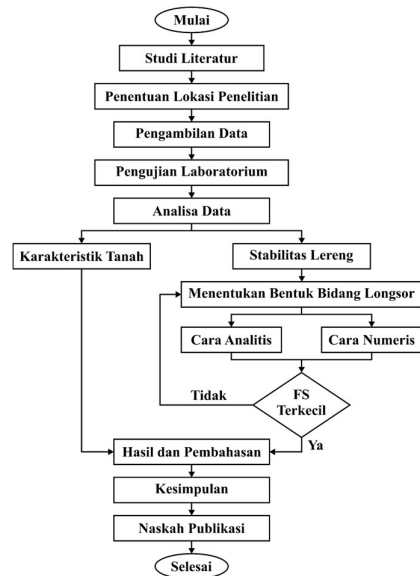 Mulai
Studi Literatur
Penentuan Lokasi Penelitian
Pengambilan Data
Pengujian Laboratorium
Analisa Data
Karakteristik Tanah
Stabilitas Lereng
Menentukan Bentuk Bidang Longsor
Cara Analitis
Cara Numeris
Tidak
FS
Terkecil
Ya
Hasil dan Pembahasan
Kesimpulan
Naskah Publikasi
Selesai